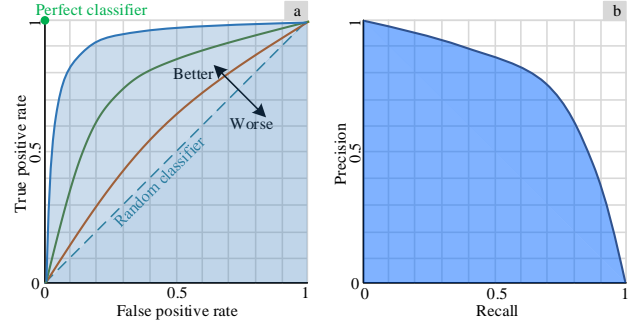 Perfect classifier
a
b
1
1
Better
Worse
Random classifier
True positive rate
Precision
0.5
0.5
0
0
0
0.5
1
0
0.5
1
False positive rate
Recall